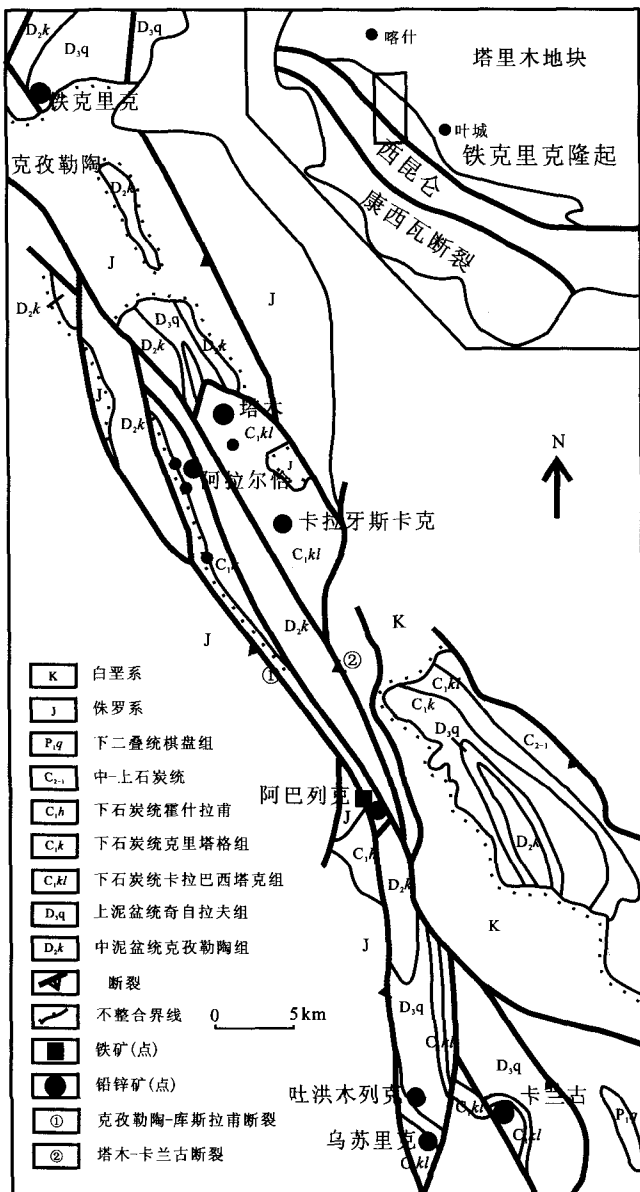 D₂k
D₃q
D₃q
铁克里克
克孜勒陶
D₂k
J
J
喀什
塔里木地块
叶城
铁克里克隆起
西昆仑
康西瓦断裂
D₂k
D₃q
D₂k
D₂k
J
D₂k
塔木
C₁kl
J
阿拉尔恰
卡拉牙斯卡克
C₁kl
C₁k
N
D₂k
J
①
②
K
C₁kl
C₁k
D₃q
C₂₋₁
D₂k
K
阿巴列克
J
C₁h
D₂k
J
D₃q
C₁kl
D₃q
吐洪木列克
卡兰古
C₁kl
C₁kl
P₁q
乌苏里克
C₁kl
K 白垩系
J 侏罗系
P₁q 下二叠统棋盘组
C₂₋₁ 中-上石炭统
C₁h 下石炭统霍什拉甫
C₁k 下石炭统克里塔格组
C₁kl 下石炭统卡拉巴西塔克组
D₃q 上泥盆统奇自拉夫组
D₂k 中泥盆统克孜勒陶组
断裂
不整合界线
0 5 km
铁矿(点)
铅锌矿(点)
① 克孜勒陶-库斯拉甫断裂
② 塔木-卡兰古断裂